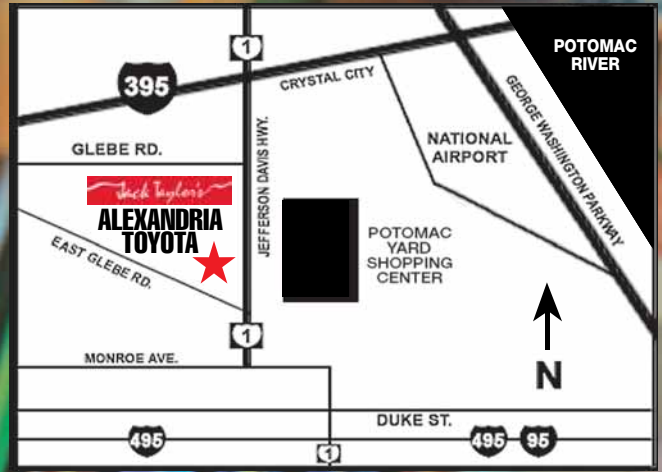 1
POTOMAC
RIVER
395
CRYSTAL CITY
GEORGE WASHINGTON PARKWAY
GLEBE RD.
JEFFERSON DAVIS HWY.
NATIONAL
AIRPORT
Jack Taylor's
ALEXANDRIA
TOYOTA
EAST GLEBE RD.
POTOMAC
YARD
SHOPPING
CENTER
1
MONROE AVE.
N
DUKE ST.
495
1
495
95